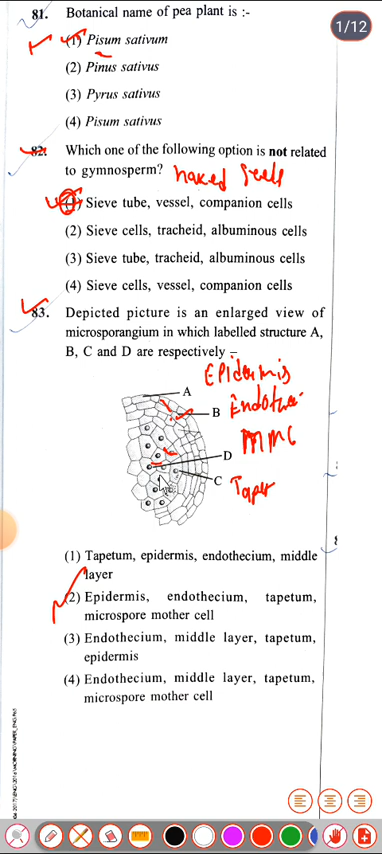 81. Botanical name of pea plant is :-
1/12
(1) Pisum sativum
(2) Pinus sativus
(3) Pyrus sativus
(4) Pisum sativus
82. Which one of the following option is not related
to gymnosperm? naked seeds
(1) Sieve tube, vessel, companion cells
(2) Sieve cells, tracheid, albuminous cells
(3) Sieve tube, tracheid, albuminous cells
(4) Sieve cells, vessel, companion cells
83. Depicted picture is an enlarged view of
microsporangium in which labelled structure A,
B, C and D are respectively –
Epidermis
A
B
MMC
D
C
(1) Tapetum, epidermis, endothecium, middle
layer
(2) Epidermis, endothecium, tapetum,
microspore mother cell
(3) Endothecium, middle layer, tapetum,
epidermis
(4) Endothecium, middle layer, tapetum,
microspore mother cell